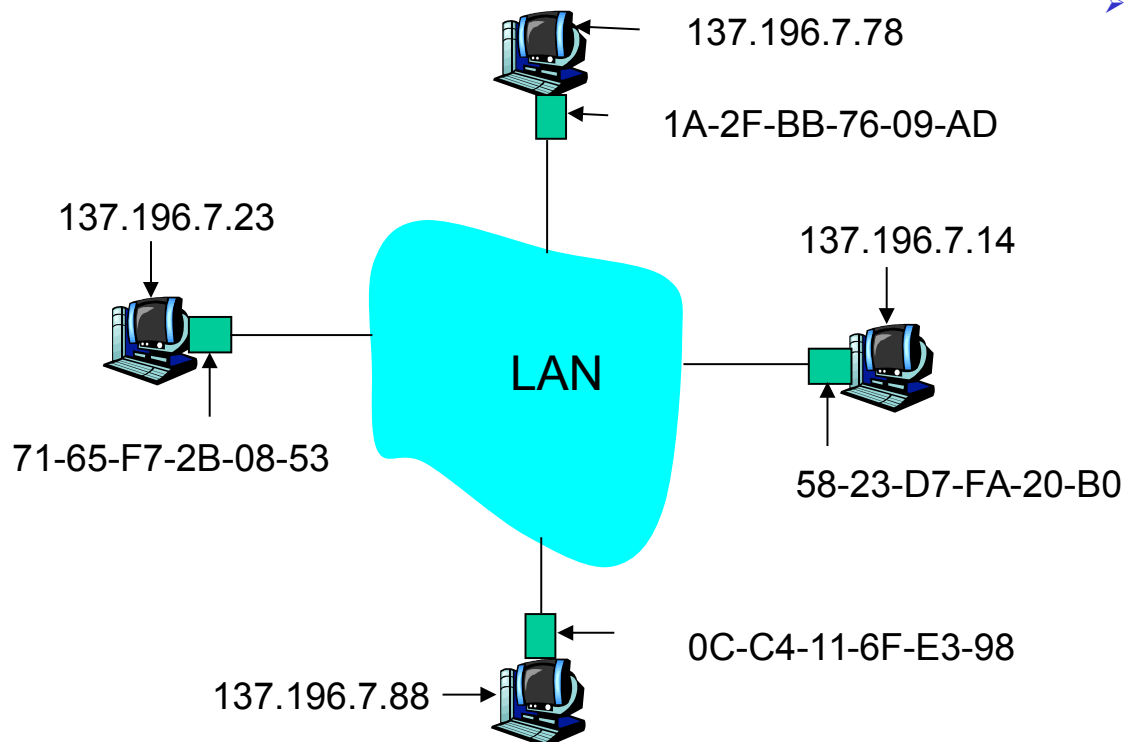 137.196.7.78
1A-2F-BB-76-09-AD
137.196.7.23
137.196.7.14
LAN
71-65-F7-2B-08-53
58-23-D7-FA-20-B0
0C-C4-11-6F-E3-98
137.196.7.88